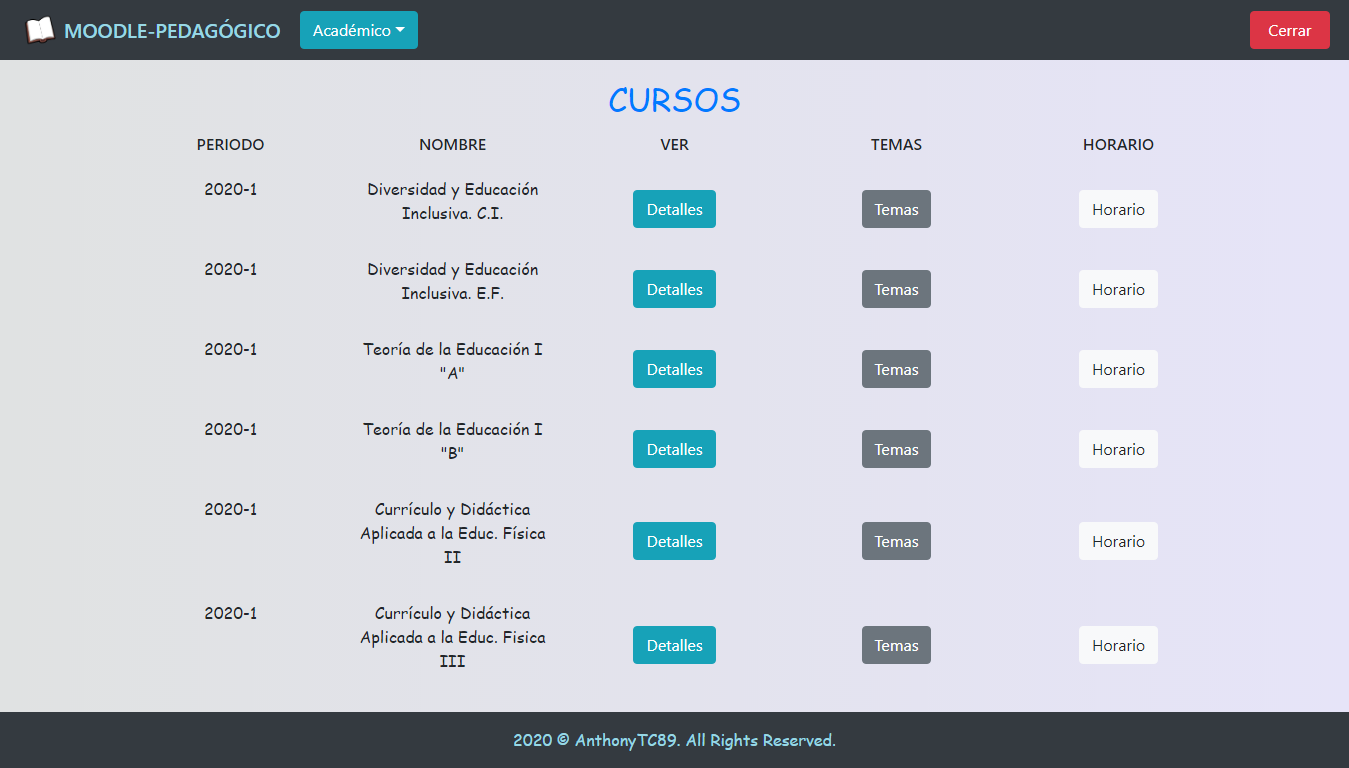 MOODLE-PEDAGÓGICO Académico Cerrar
CURSOS
PERIODO NOMBRE VER TEMAS HORARIO
2020-1 Diversidad y Educación
Inclusiva. C.I. Detalles Temas Horario
2020-1 Diversidad y Educación
Inclusiva. E.F. Detalles Temas Horario
2020-1 Teoría de la Educación I
"A" Detalles Temas Horario
2020-1 Teoría de la Educación I
"B" Detalles Temas Horario
2020-1 Currículo y Didáctica
Aplicada a la Educ. Física
II Detalles Temas Horario
2020-1 Currículo y Didáctica
Aplicada a la Educ. Fisica
III Detalles Temas Horario
2020 © AnthonyTC89. All Rights Reserved.